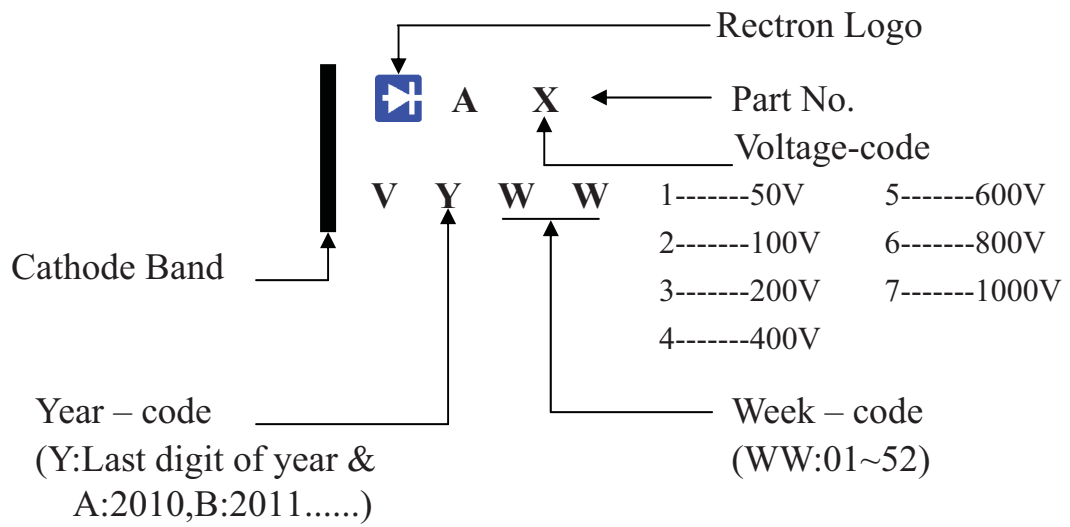 Rectron Logo
A X
Part No.
Voltage-code
V Y W W
1-------50V 5-------600V
2-------100V 6-------800V
3-------200V 7-------1000V
4-------400V
Cathode Band
Year – code
(Y:Last digit of year &
A:2010,B:2011......)
Week – code
(WW:01~52)